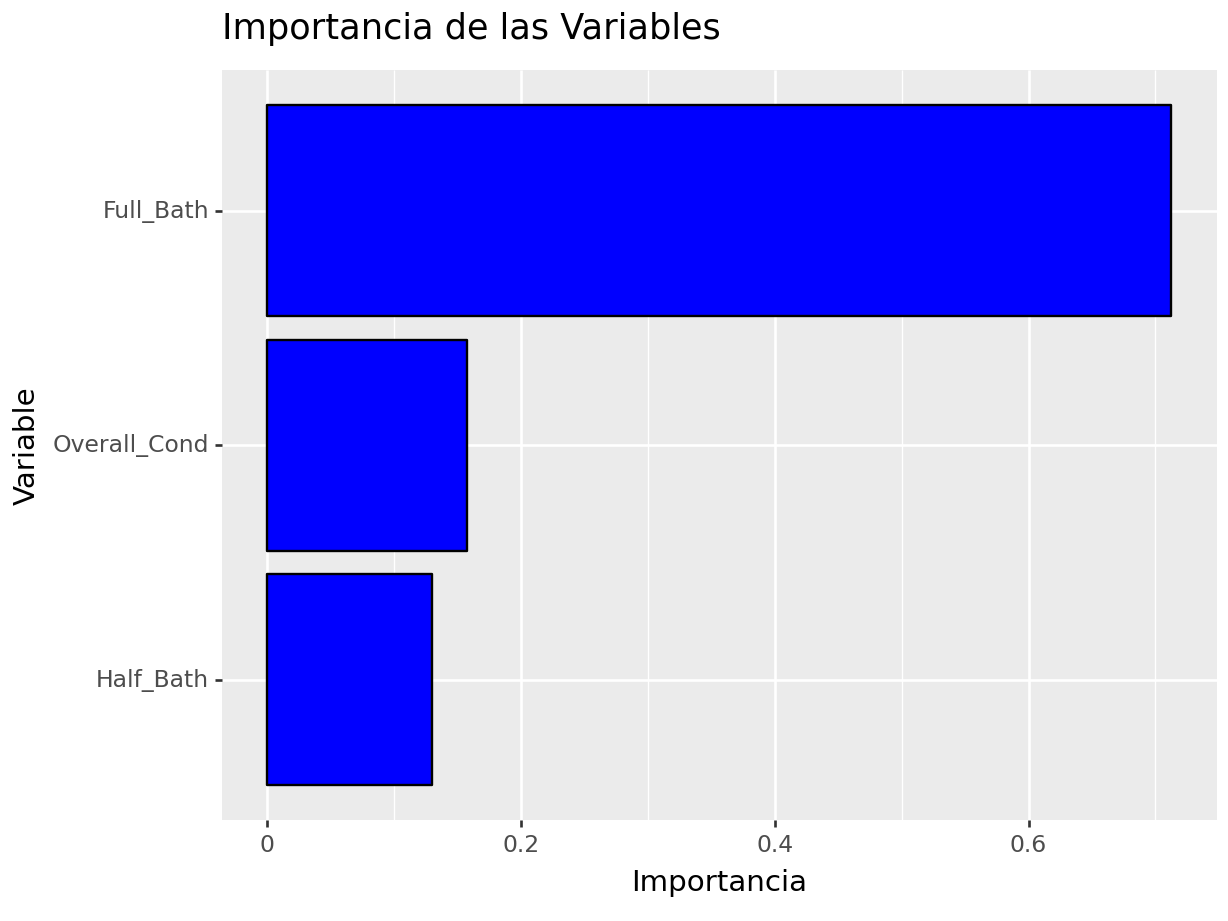 Importancia de las Variables
Variable
Full_Bath
Overall_Cond
Half_Bath
0 0.2 0.4 0.6
Importancia